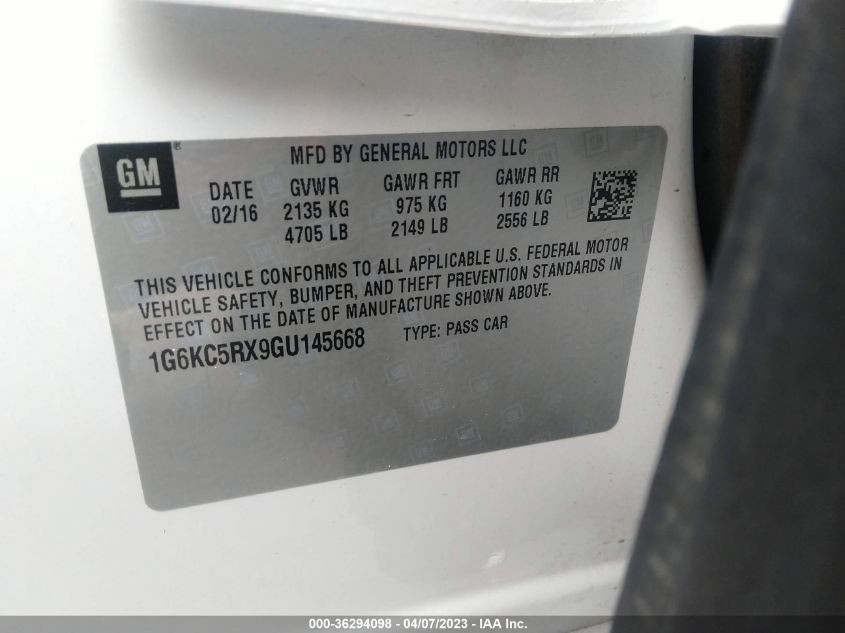 GM
MFD BY GENERAL MOTORS LLC
DATE GVWR GAWR FRT GAWR RR
02/16 2135 KG 975 KG 1160 KG
4705 LB 2149 LB 2556 LB
THIS VEHICLE CONFORMS TO ALL APPLICABLE U.S. FEDERAL MOTOR
VEHICLE SAFETY, BUMPER, AND THEFT PREVENTION STANDARDS IN
EFFECT ON THE DATE OF MANUFACTURE SHOWN ABOVE.
1G6KC5RX9GU145668 TYPE: PASS CAR
000-36294098 - 04/07/2023 - IAA Inc.